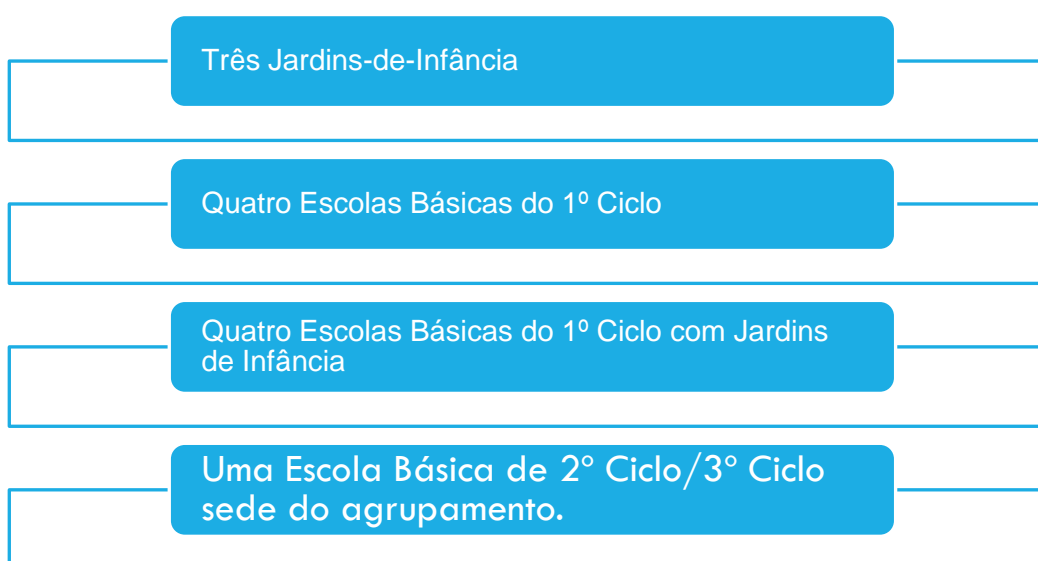 Três Jardins-de-Infância
Quatro Escolas Básicas do 1º Ciclo
Quatro Escolas Básicas do 1º Ciclo com Jardins
de Infância
Uma Escola Básica de 2º Ciclo/3º Ciclo
sede do agrupamento.